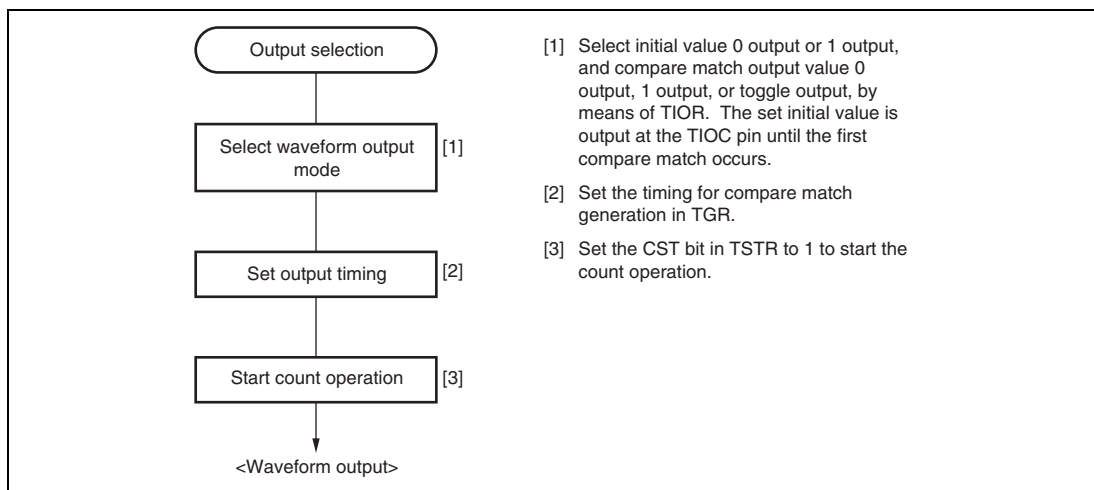 Output selection
Select waveform output
mode
[1]
Set output timing
[2]
Start count operation
[3]
<Waveform output>
[1] Select initial value 0 output or 1 output,
and compare match output value 0
output, 1 output, or toggle output, by
means of TIOR. The set initial value is
output at the TIOC pin until the first
compare match occurs.
[2] Set the timing for compare match
generation in TGR.
[3] Set the CST bit in TSTR to 1 to start the
count operation.